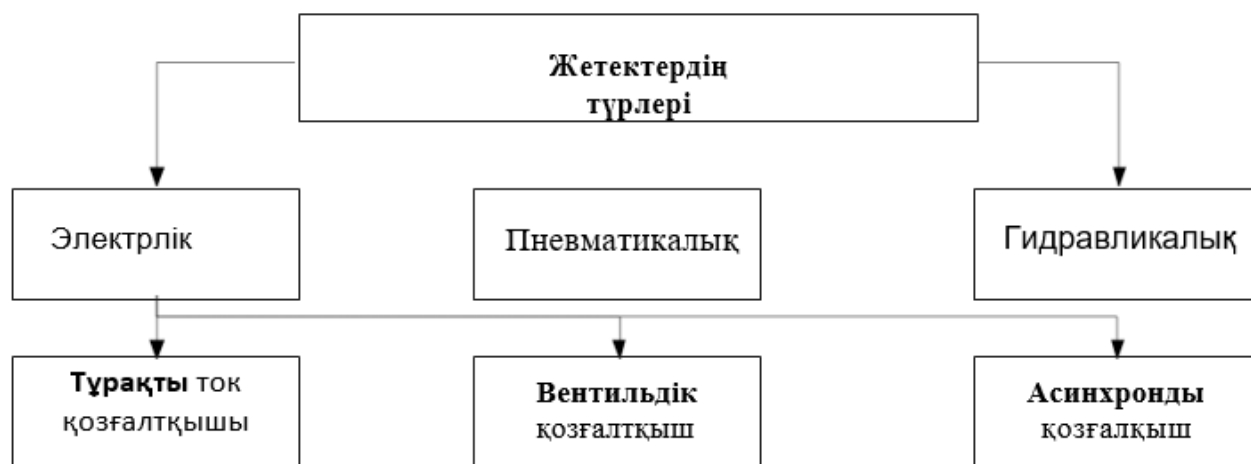 Жетектердің
түрлері
Электрлік
Пневматикалық
Гидравликалық
Тұрақты ток
қозғалтқышы
Вентильдік
қозғалтқыш
Асинхронды
қозғалқыш